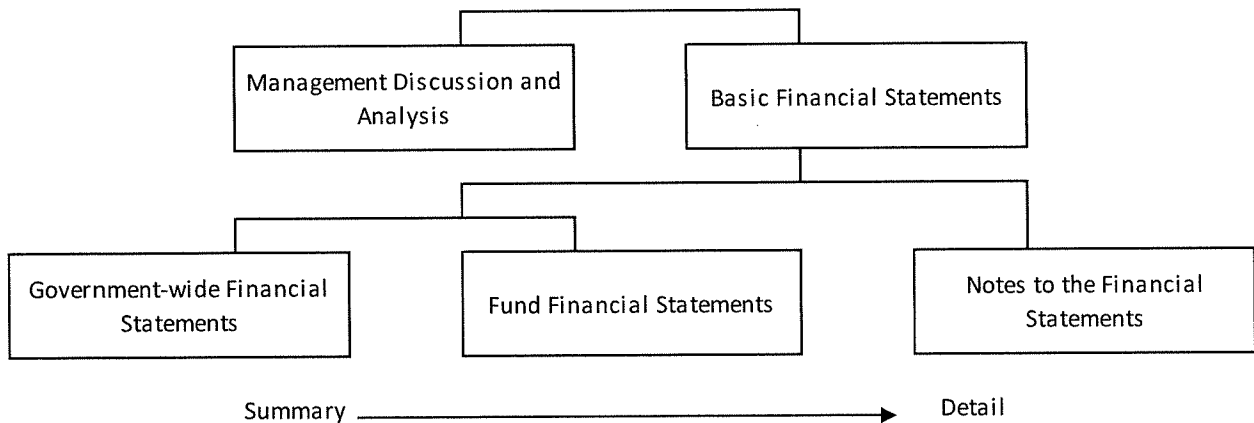 Management Discussion and
Analysis
Basic Financial Statements
Government-wide Financial
Statements
Fund Financial Statements
Notes to the Financial
Statements
Summary
Detail